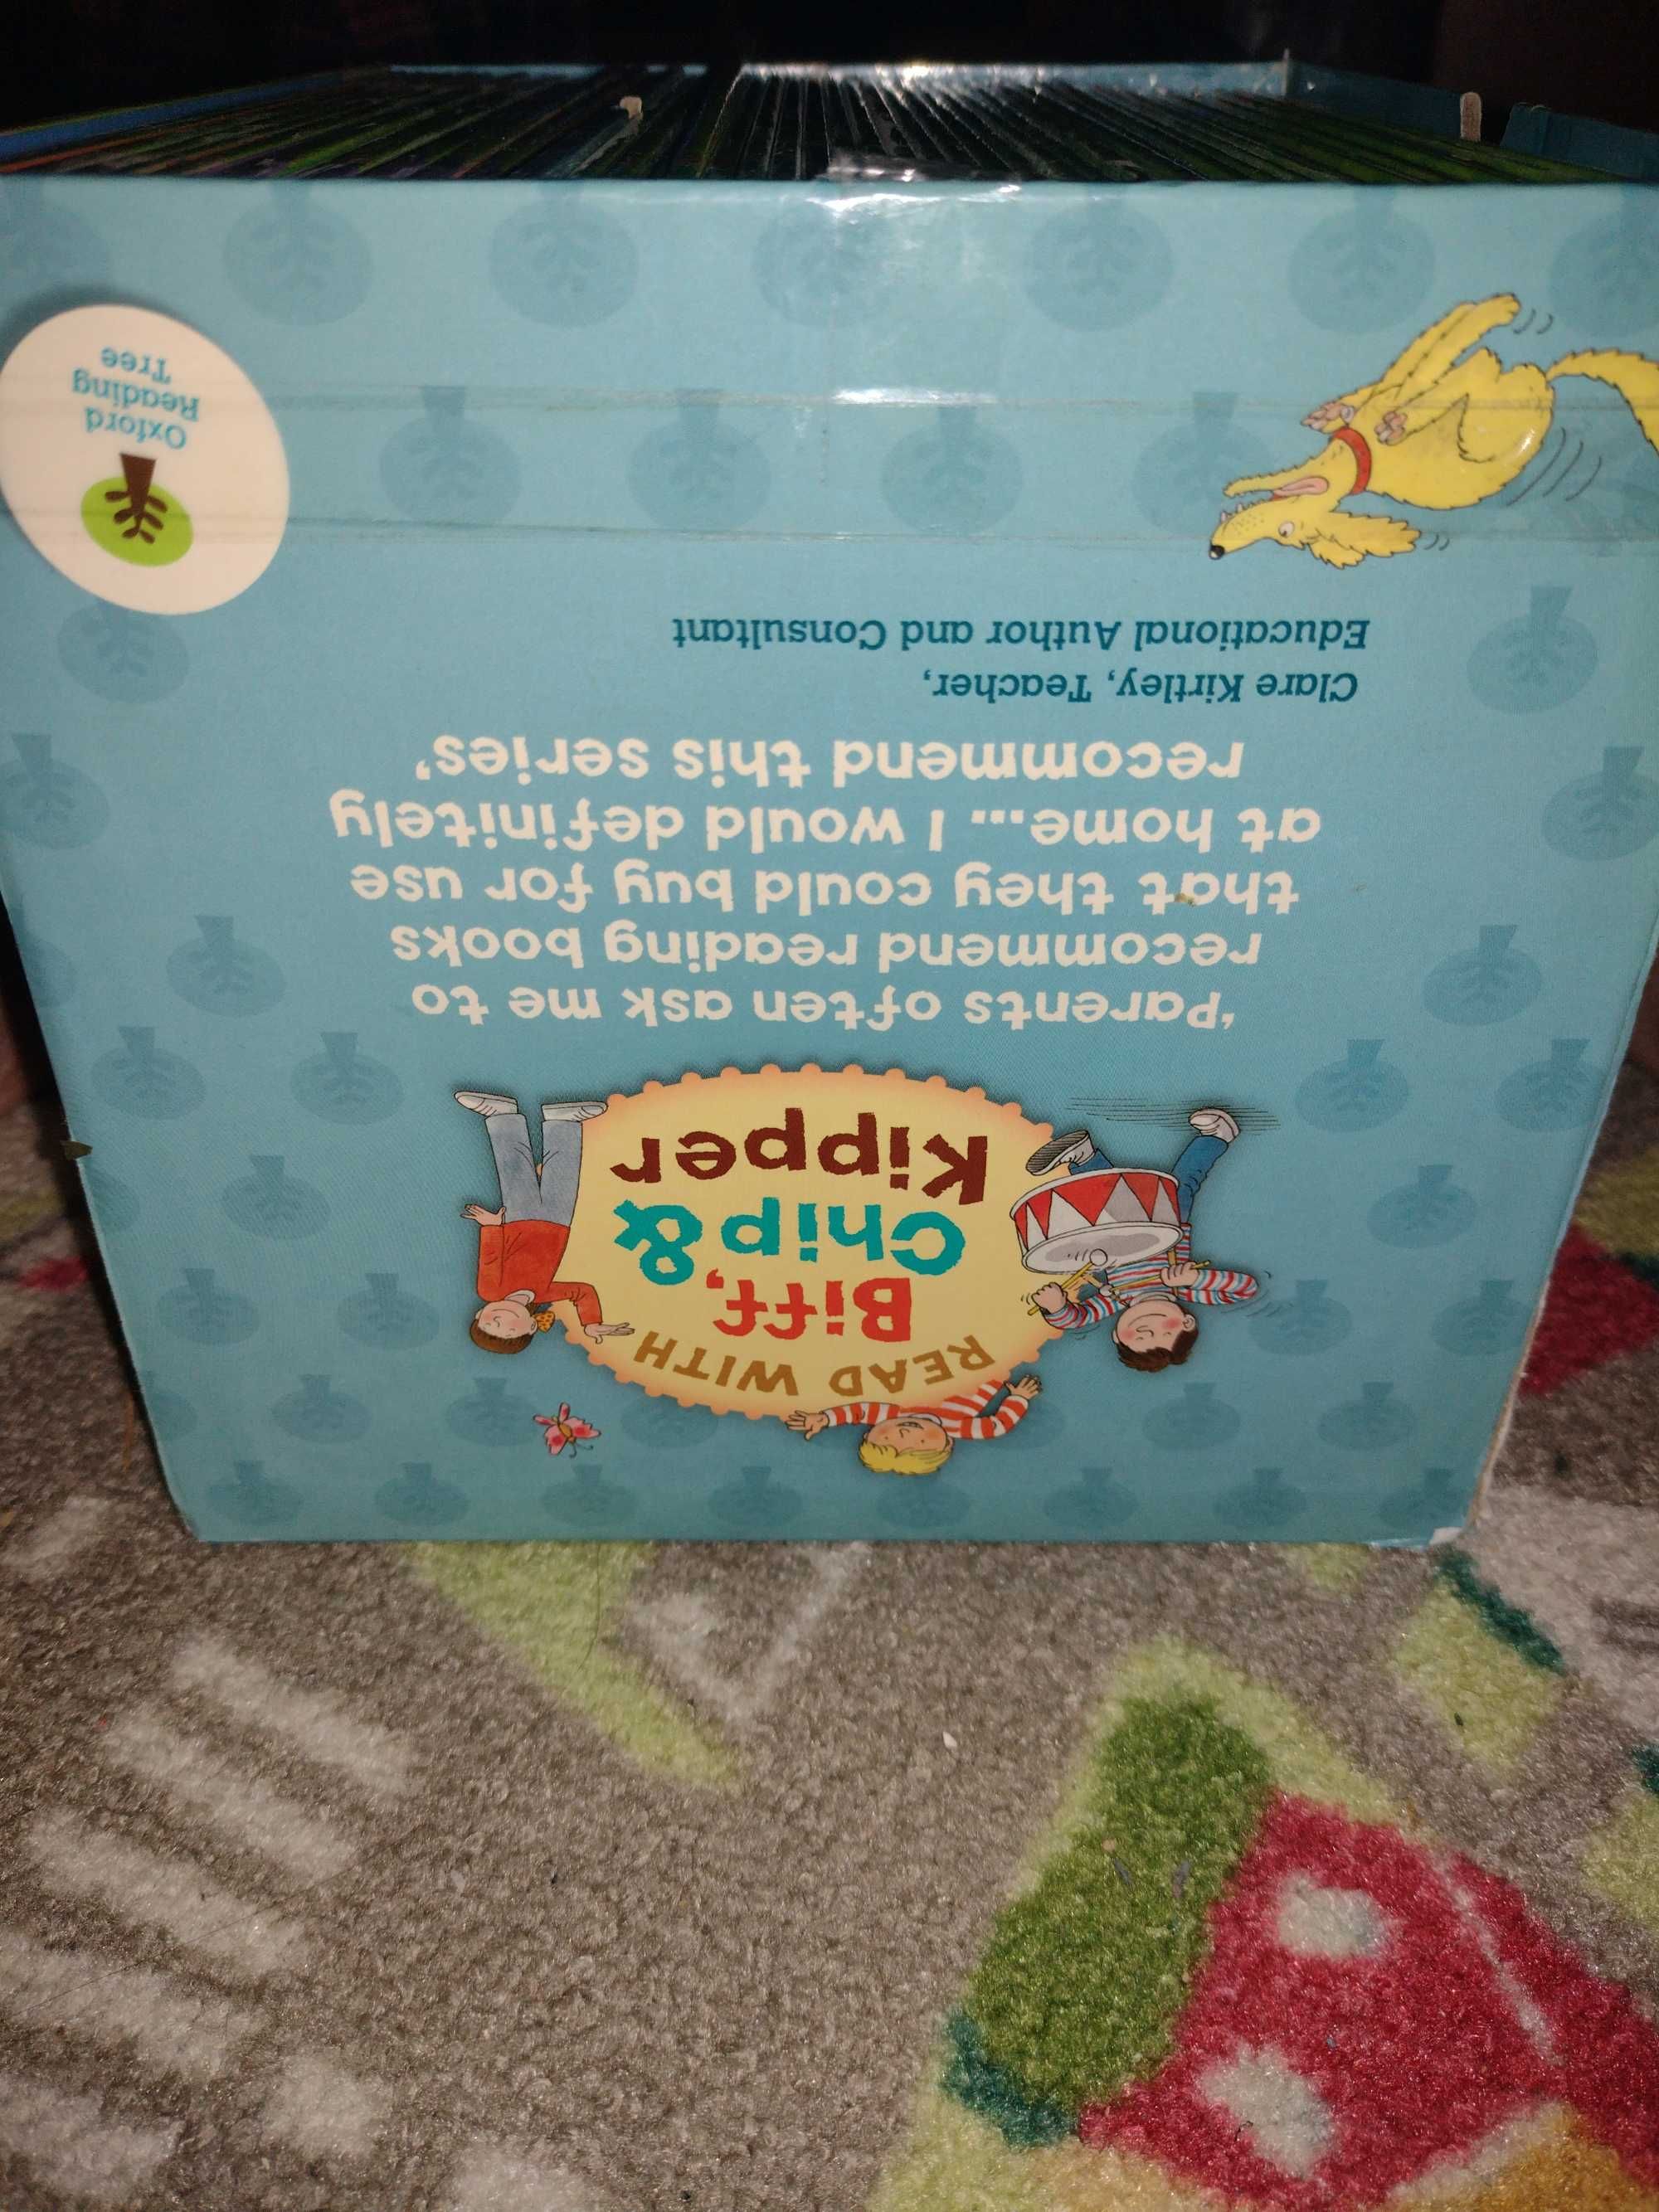 READ WITH
Biff,
Chip &
Kipper
'Parents often ask me to
recommend reading books
that they could buy for use
at home... I would definitely
recommend this series'
Clare Kirtley, Teacher,
Educational Author and Consultant
Oxford
Reading
Tree